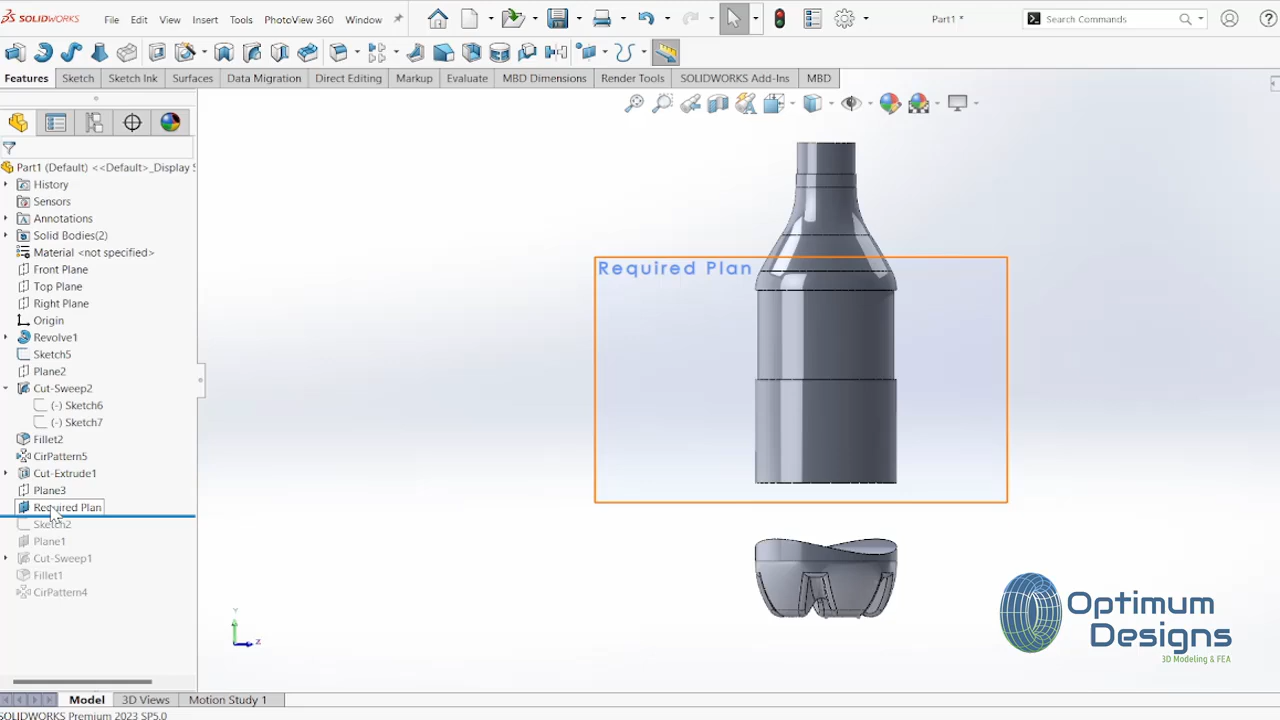 SOLIDWORKS File Edit View Insert Tools PhotoView 360 Window Part1 * Search Commands
Features Sketch Sketch Ink Surfaces Data Migration Direct Editing Markup Evaluate MBD Dimensions Render Tools SOLIDWORKS Add-Ins MBD
Part1 (Default) <<Default>_Display S
History
Sensors
Annotations
Solid Bodies(2)
Material <not specified>
Front Plane
Top Plane
Right Plane
Origin
Revolve1
Sketch5
Plane2
Cut-Sweep2
(-) Sketch6
(-) Sketch7
Fillet2
CirPattern5
Cut-Extrude1
Plane3
Required Plan
Sketch2
Plane1
Cut-Sweep1
Fillet1
CirPattern4
Required Plan
Y
Z
Optimum
Designs
3D Modeling & FEA
Model 3D Views Motion Study 1
SOLIDWORKS Premium 2023 SP5.0